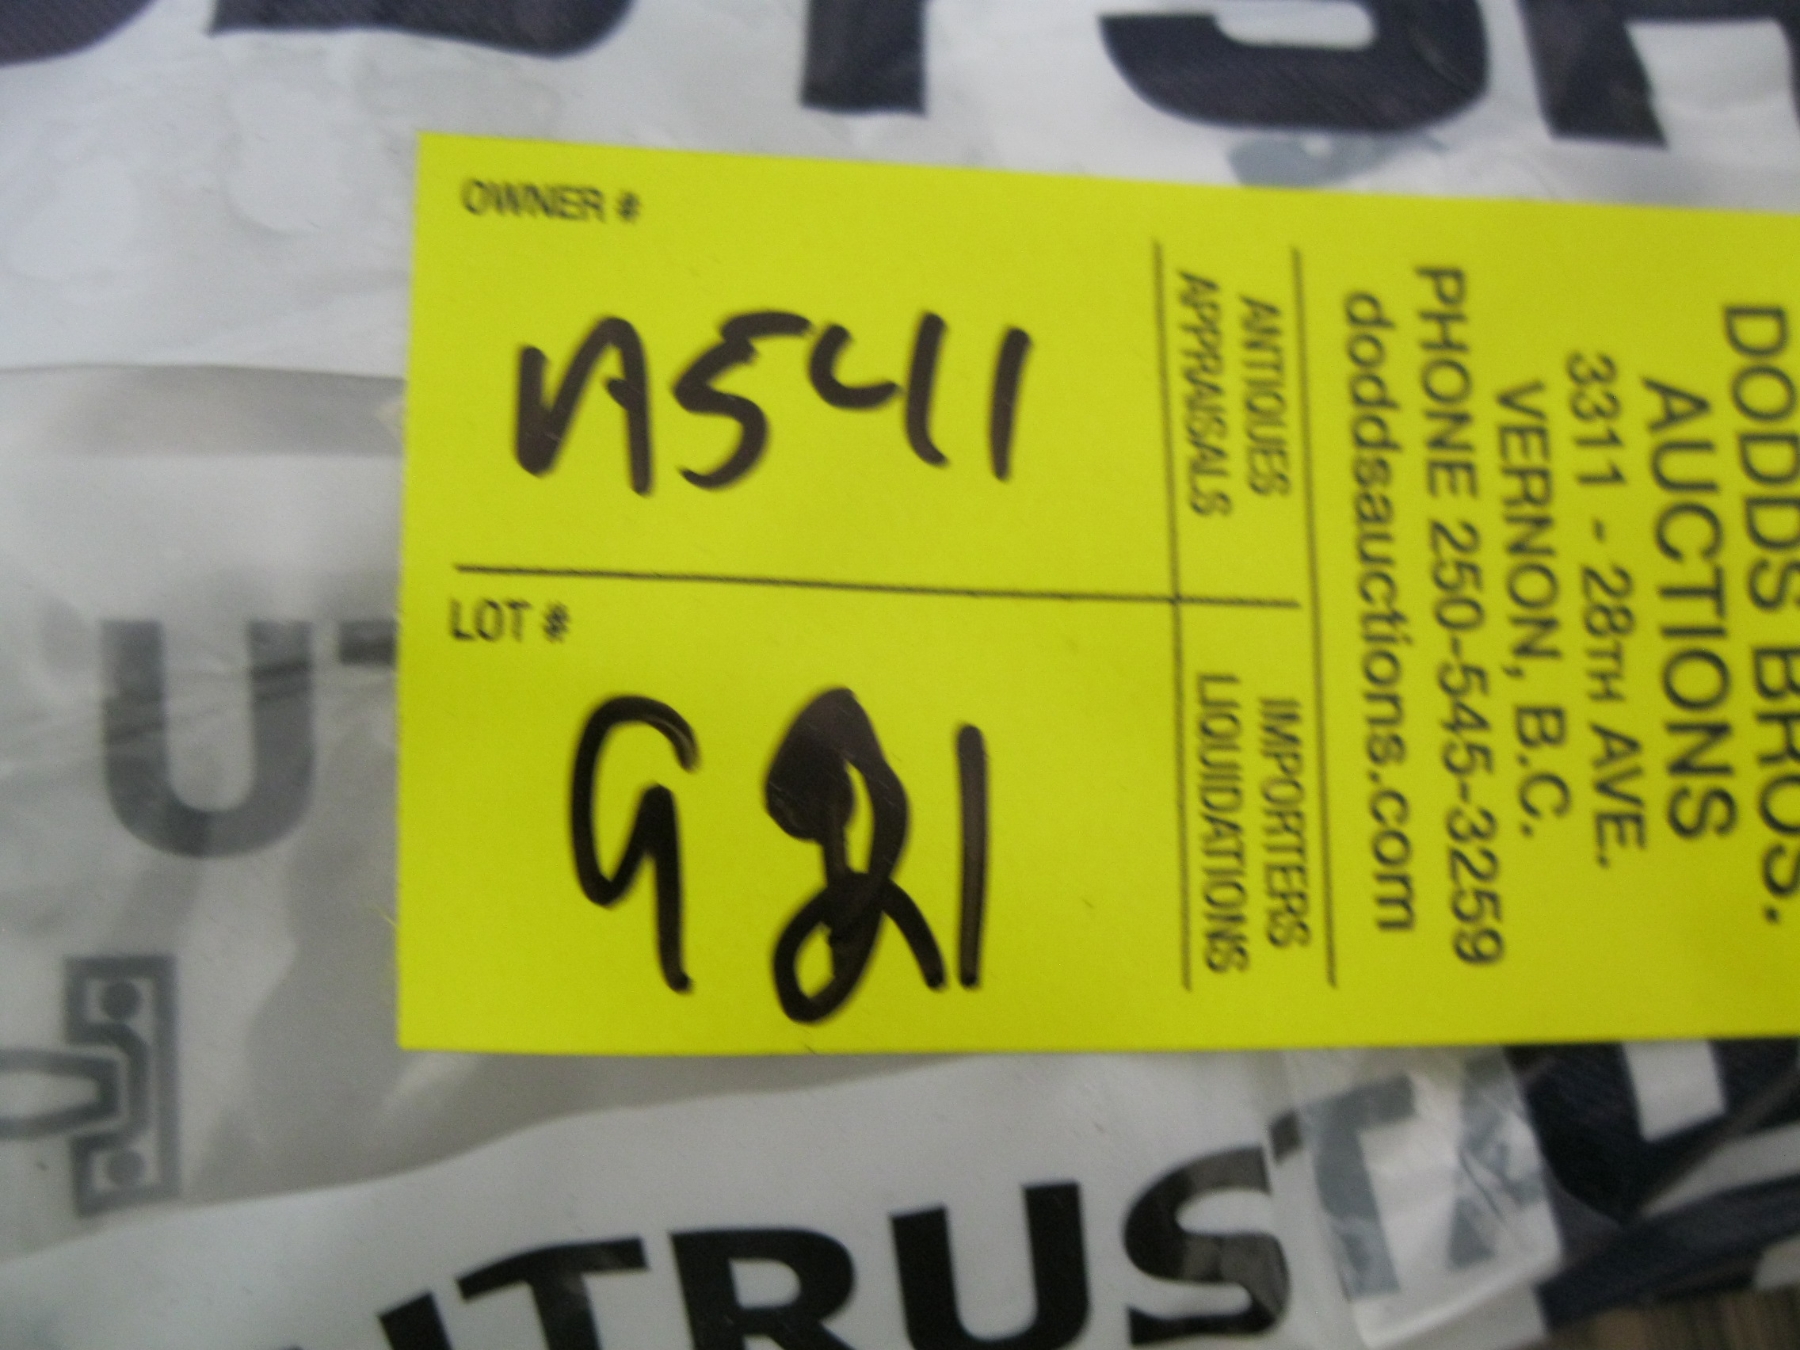 OWNER #
A541
LOT #
921
ANTIQUES
APPRAISALS
IMPORTERS
LIQUIDATIONS
DODDS BROS.
AUCTIONS
3311 - 28TH AVE.
VERNON, B.C.
PHONE 250-545-3259
doddsauctions.com
UTRUS